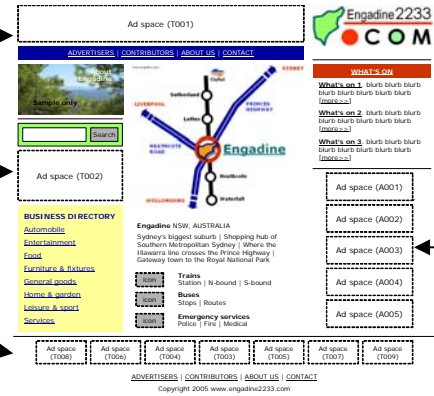 Ad space (T001)
Engadine2233
COM
ADVERTISERS | CONTRIBUTORS | ABOUT US | CONTACT
About
Engadine
Sample only
Search
Ad space (T002)
BUSINESS DIRECTORY
Automobile
Entertainment
Food
Furniture & fixtures
General goods
Home & garden
Leisure & sport
Services
SYDNEY
Sutherland
LIVERPOOL
PRINCES
HIGHWAY
Loftus
HEATHCOTE
ROAD
Engadine
Heathcote
WOLLONGONG
Waterfall
Engadine NSW, AUSTRALIA
Sydney's biggest suburb | Shopping hub of
Southern Metropolitan Sydney | Where the
Illawarra line crosses the Prince Highway |
Gateway town to the Royal National Park
icon
Trains
Station | N-bound | S-bound
icon
Buses
Stops | Routes
icon
Emergency services
Police | Fire | Medical
WHAT'S ON
What's on 1. blurb blurb blurb
blurb blurb blurb blurb blurb
[more>>]
What's on 2. blurb blurb blurb
blurb blurb blurb blurb blurb
[more>>]
What's on 3. blurb blurb blurb
blurb blurb blurb blurb blurb
[more>>]
Ad space (A001)
Ad space (A002)
Ad space (A003)
Ad space (A004)
Ad space (A005)
Ad space
(T008)
Ad space
(T006)
Ad space
(T004)
Ad space
(T003)
Ad space
(T005)
Ad space
(T007)
Ad space
(T009)
ADVERTISERS | CONTRIBUTORS | ABOUT US | CONTACT
Copyright 2005 www.engadine2233.com